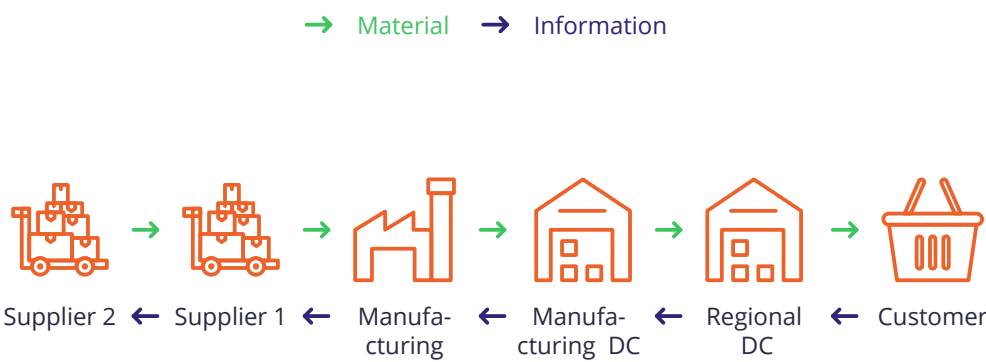 Material Information
Supplier 2 Supplier 1 Manufa- Manufa- Regional Customer
cturing cturing DC DC